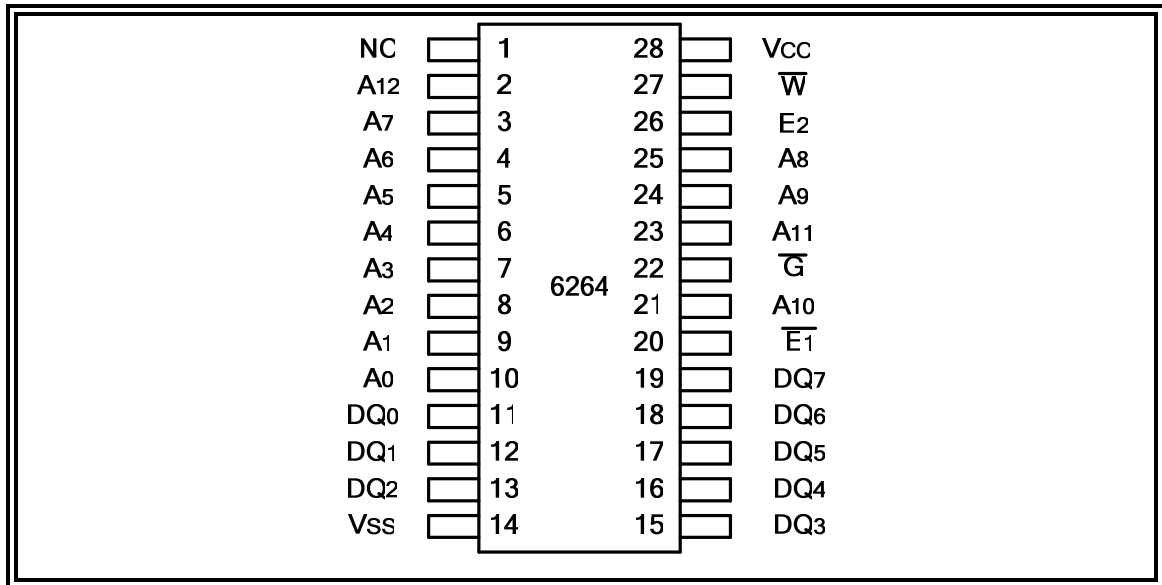 NC 1 28 VCC
A12 2 27 W̅
A7 3 26 E2
A6 4 25 A8
A5 5 24 A9
A4 6 23 A11
A3 7 22 G̅
6264
A2 8 21 A10
A1 9 20 E̅1̅
A0 10 19 DQ7
DQ0 11 18 DQ6
DQ1 12 17 DQ5
DQ2 13 16 DQ4
VSS 14 15 DQ3